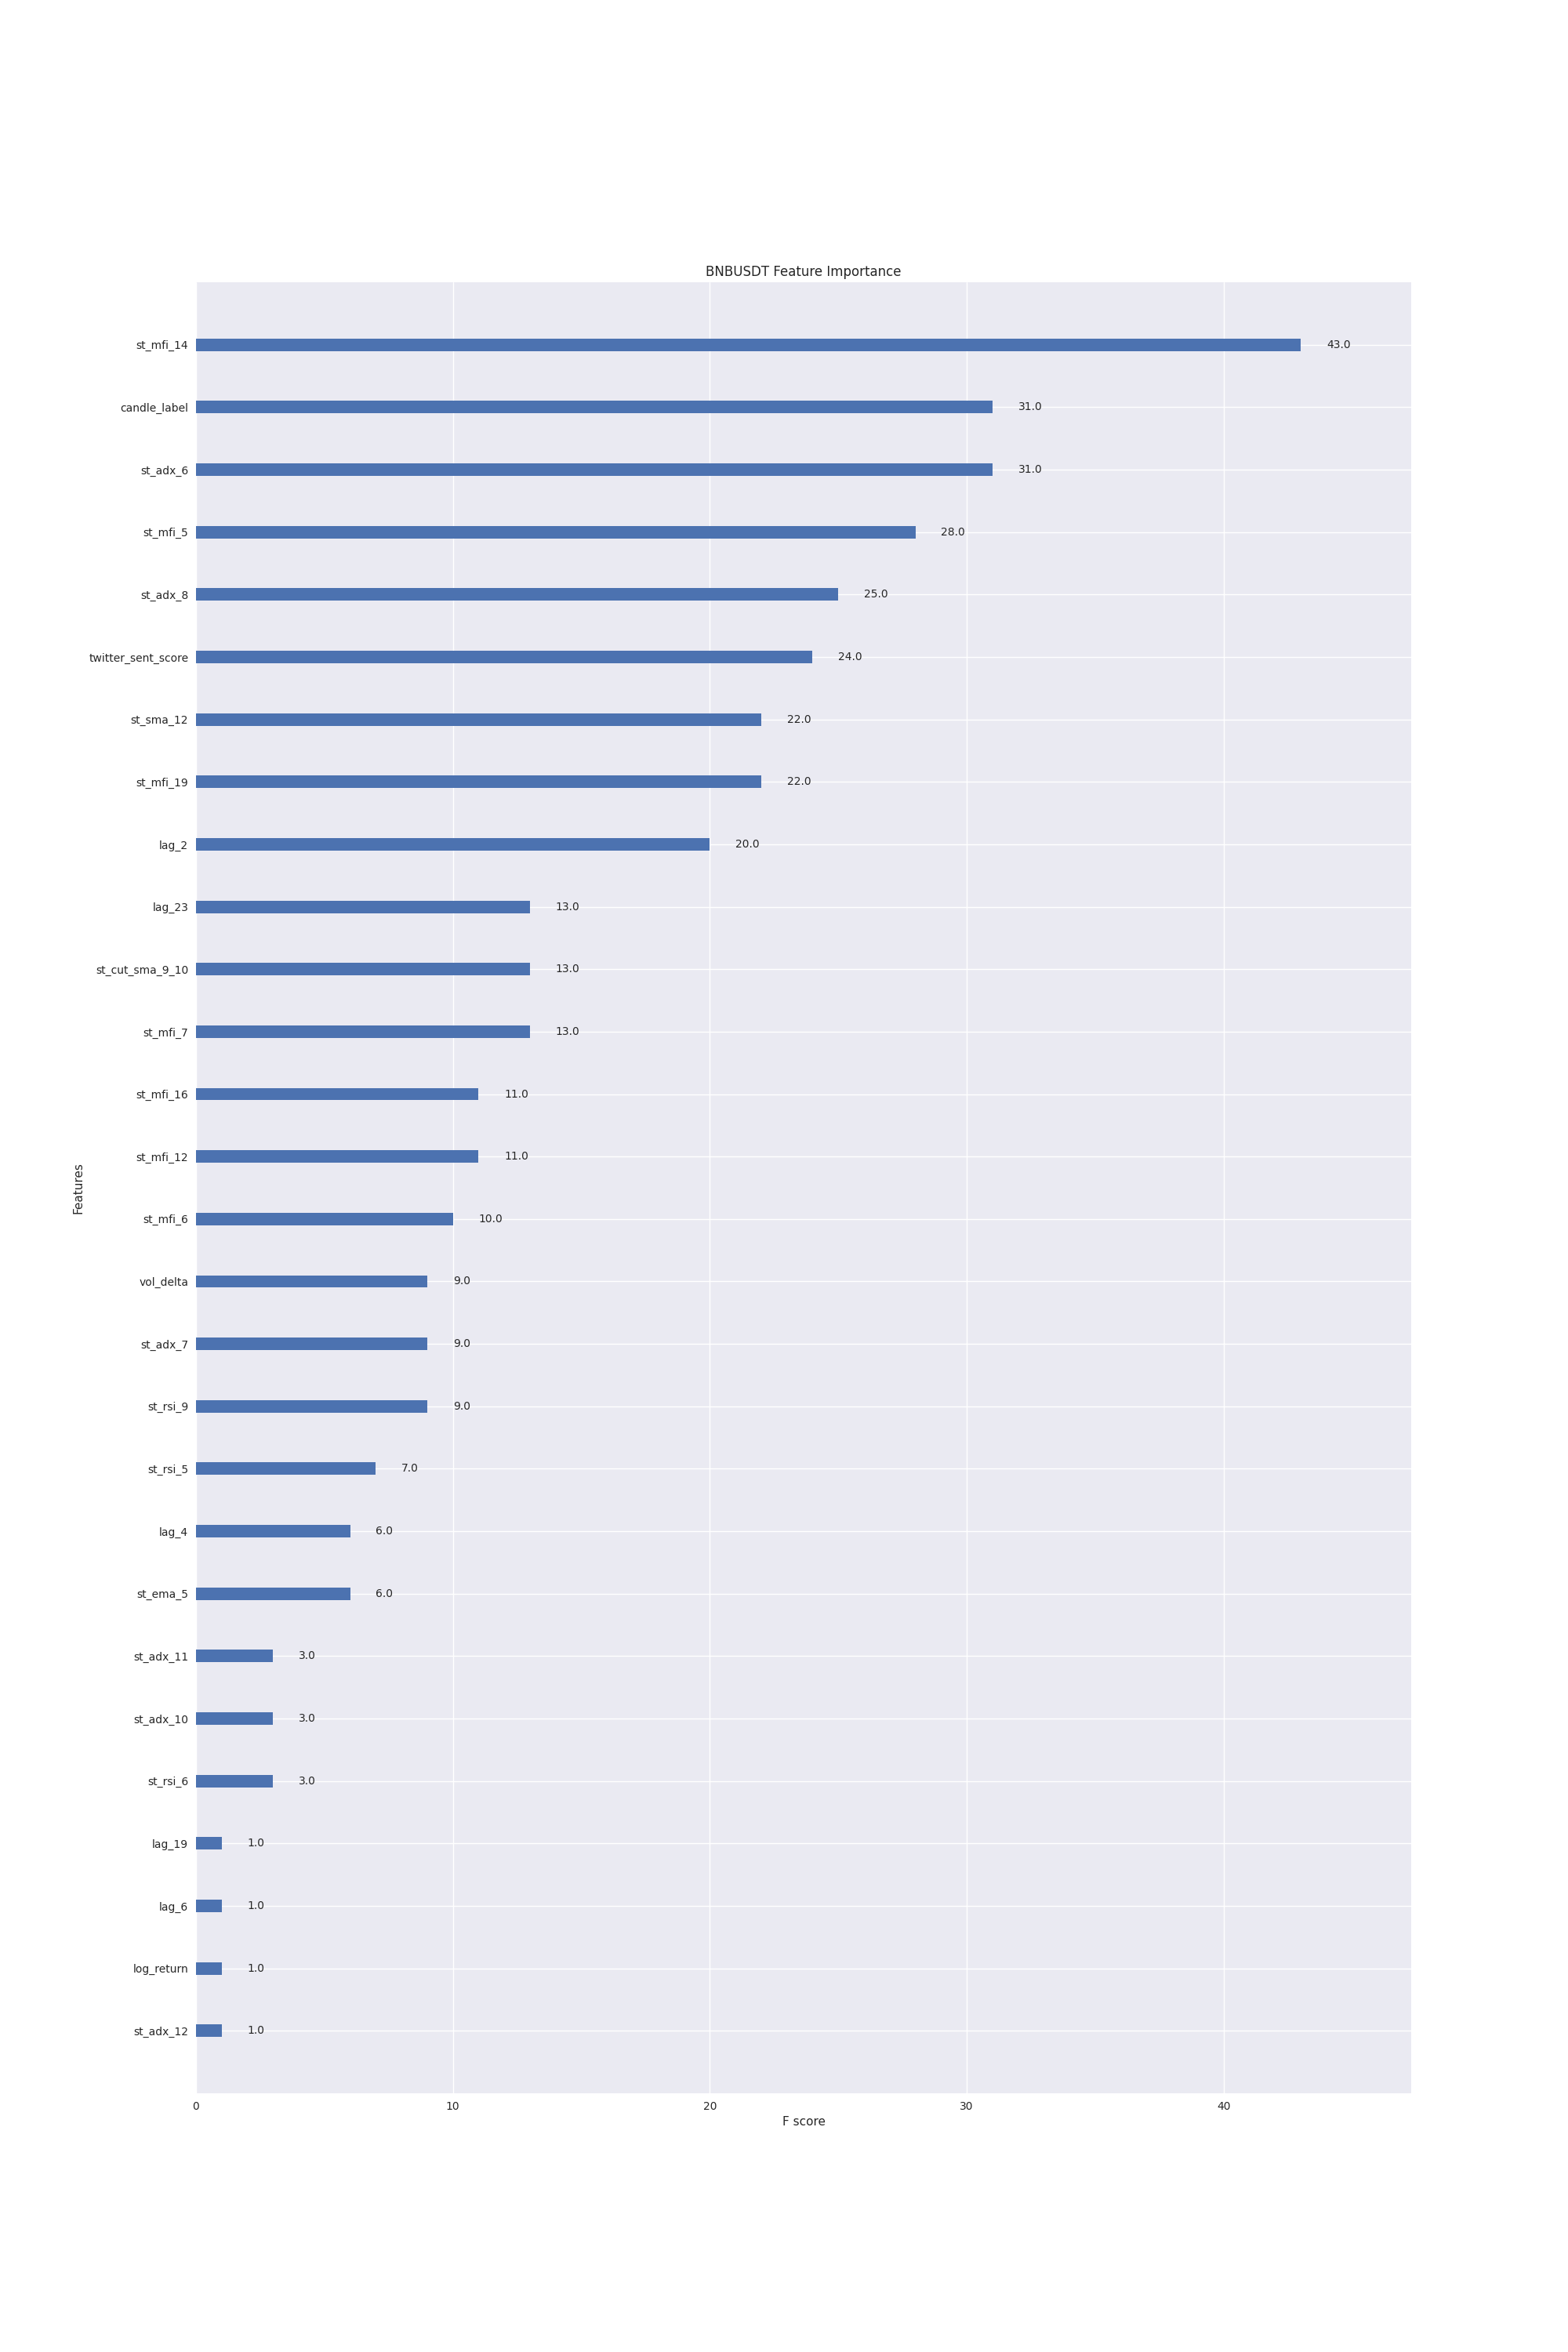 BNBUSDT Feature Importance
st_mfi_14 43.0
candle_label 31.0
st_adx_6 31.0
st_mfi_5 28.0
st_adx_8 25.0
twitter_sent_score 24.0
st_sma_12 22.0
st_mfi_19 22.0
lag_2 20.0
lag_23 13.0
st_cut_sma_9_10 13.0
st_mfi_7 13.0
st_mfi_16 11.0
st_mfi_12 11.0
Features
st_mfi_6 10.0
vol_delta 9.0
st_adx_7 9.0
st_rsi_9 9.0
st_rsi_5 7.0
lag_4 6.0
st_ema_5 6.0
st_adx_11 3.0
st_adx_10 3.0
st_rsi_6 3.0
lag_19 1.0
lag_6 1.0
log_return 1.0
st_adx_12 1.0
0 10 20 30 40
F score